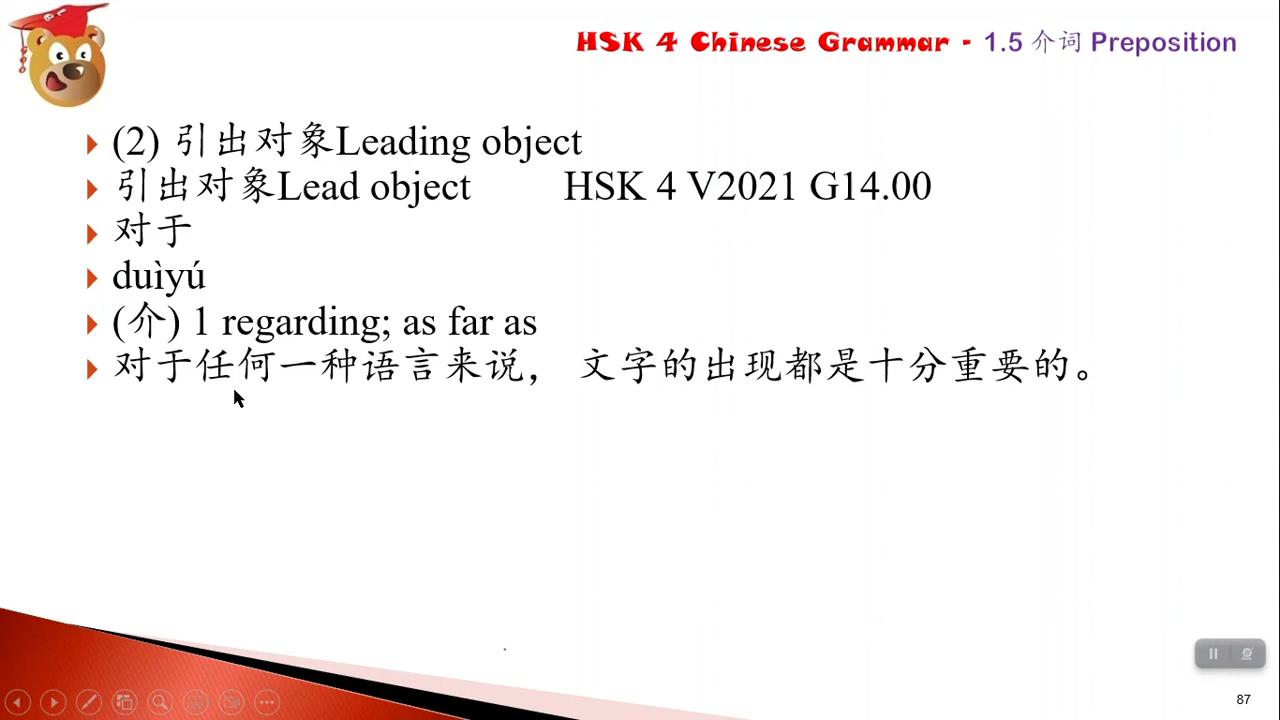 HSK 4 Chinese Grammar - 1.5 介词 Preposition
(2) 引出对象Leading object
引出对象Lead object HSK 4 V2021 G14.00
对于
duìyú
(介) 1 regarding; as far as
对于任何一种语言来说， 文字的出现都是十分重要的。
87